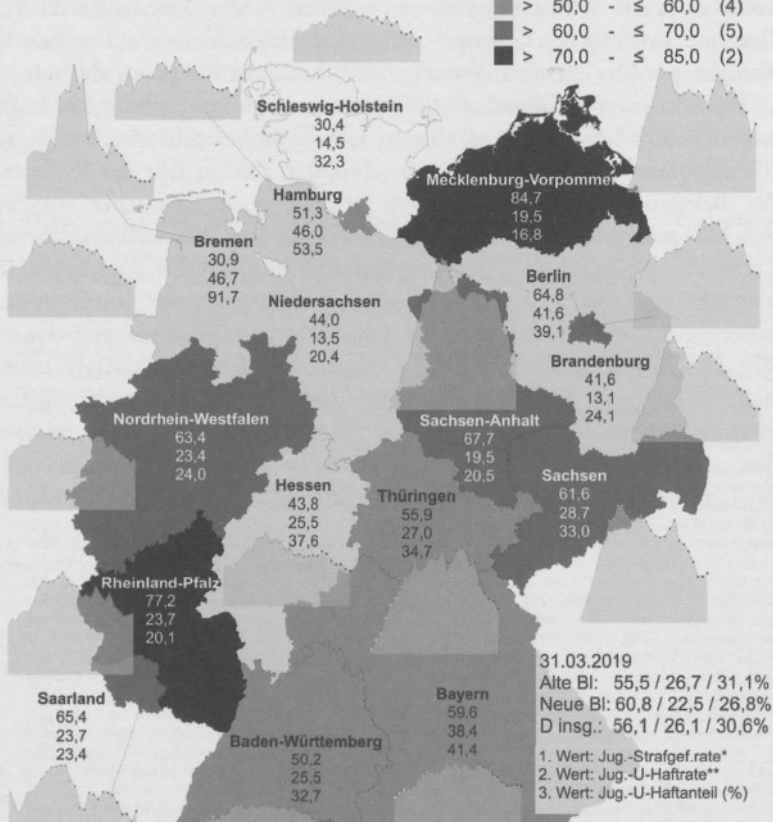 > 50,0 - ≤ 60,0 (4)
> 60,0 - ≤ 70,0 (5)
> 70,0 - ≤ 85,0 (2)
Schleswig-Holstein
30,4
14,5
32,3
Mecklenburg-Vorpommer
84,7
19,5
16,8
Hamburg
51,3
46,0
53,5
Bremen
30,9
46,7
91,7
Berlin
64,8
41,6
39,1
Niedersachsen
44,0
13,5
20,4
Brandenburg
41,6
13,1
24,1
Nordrhein-Westfalen
63,4
23,4
24,0
Sachsen-Anhalt
67,7
19,5
20,5
Sachsen
61,6
28,7
33,0
Hessen
43,8
25,5
37,6
Thüringen
55,9
27,0
34,7
Rheinland-Pfalz
77,2
23,7
20,1
Saarland
65,4
23,7
23,4
Bayern
59,6
38,4
41,4
Baden-Württemberg
50,2
25,5
32,7
31.03.2019
Alte Bl: 55,5 / 26,7 / 31,1%
Neue Bl: 60,8 / 22,5 / 26,8%
D insg.: 56,1 / 26,1 / 30,6%
1. Wert: Jug.-Strafgef.rate*
2. Wert: Jug.-U-Haftrate**
3. Wert: Jug.-U-Haftanteil (%)